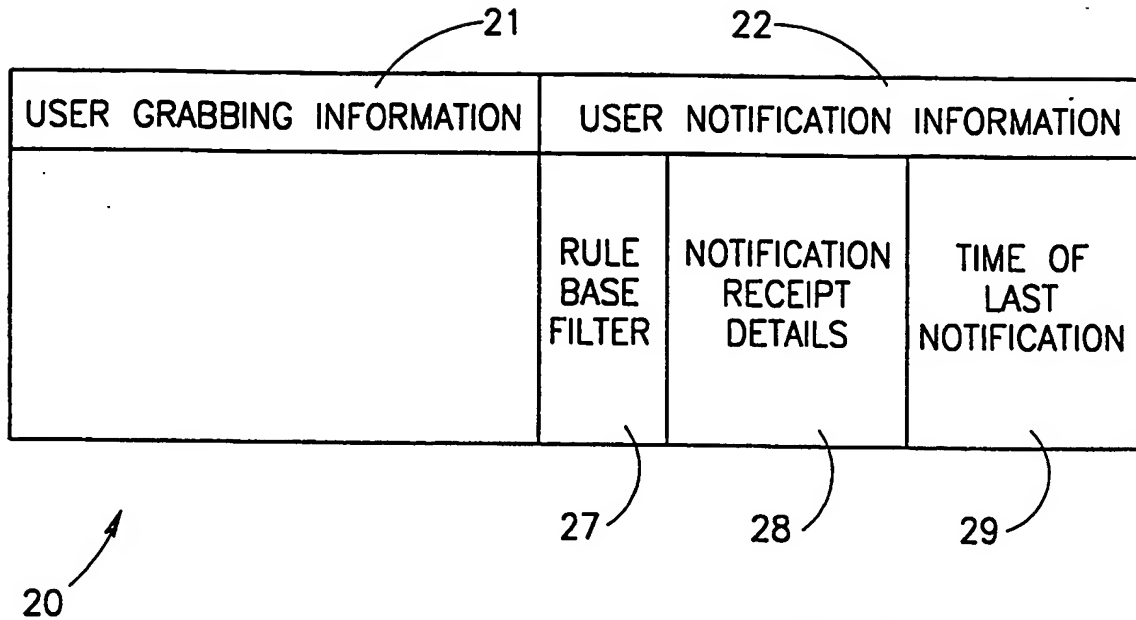 21
22
USER GRABBING INFORMATION
USER NOTIFICATION INFORMATION
RULE
BASE
FILTER
NOTIFICATION
RECEIPT
DETAILS
TIME OF
LAST
NOTIFICATION
27
28
29
20